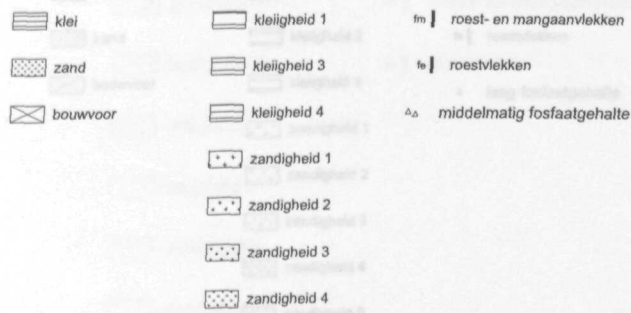 klei
zand
bouwvoor
kleiigheid 1
kleiigheid 3
kleiigheid 4
zandigheid 1
zandigheid 2
zandigheid 3
zandigheid 4
fm roest- en mangaanvlekken
fe roestvlekken
middelmatig fosfaatgehalte